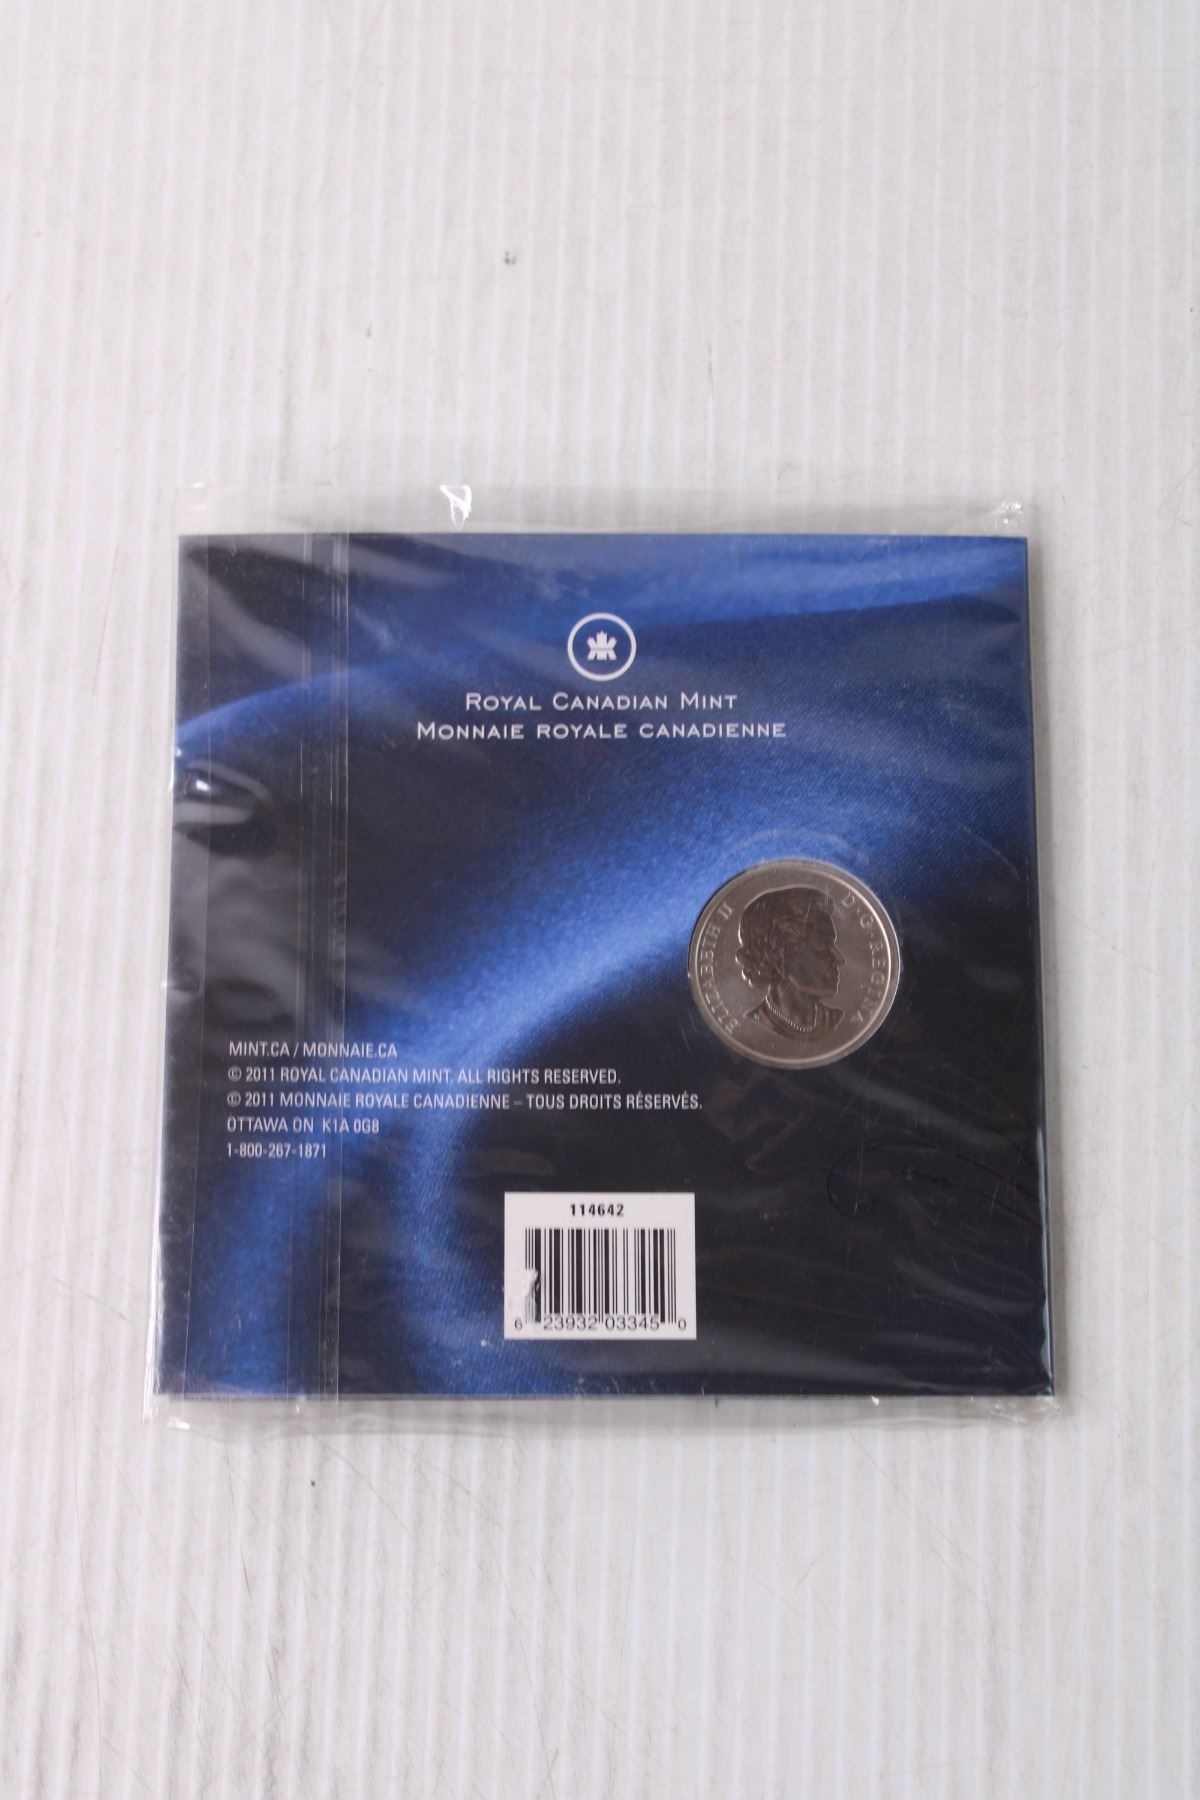 ROYAL CANADIAN MINT
MONNAIE ROYALE CANADIENNE
ELIZABETH II D·G·REGINA
MINT.CA / MONNAIE.CA
© 2011 ROYAL CANADIAN MINT. ALL RIGHTS RESERVED.
© 2011 MONNAIE ROYALE CANADIENNE – TOUS DROITS RÉSERVÉS.
OTTAWA ON K1A 0G8
1-800-267-1871
114642
6 23932 03345 0